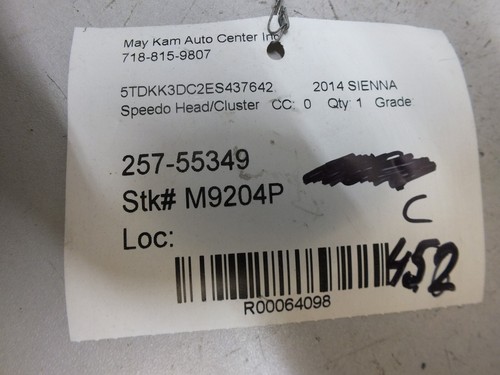 May Kam Auto Center Inc
718-815-9807
5TDKK3DC2ES437642 2014 SIENNA
Speedo Head/Cluster CC: 0 Qty: 1 Grade:
257-55349
Stk# M9204P
C
Loc:
452
R00064098